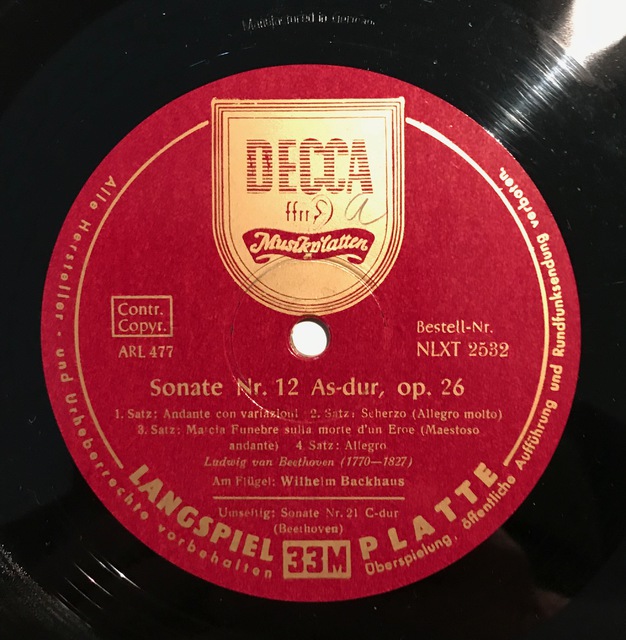 Manufactured in Germany
DECCA
ffrr
a
Musikplatten
Contr.
Copyr.
ARL 477
Bestell-Nr.
NLXT 2532
Sonate Nr. 12 As-dur, op. 26
1. Satz: Andante con variazioni 2. Satz: Scherzo (Allegro molto)
3. Satz: Marcia Funebre sulla morte d'un Eroe (Maestoso
andante) 4. Satz: Allegro
Ludwig van Beethoven (1770—1827)
Am Flügel: Wilhelm Backhaus
Umseitig: Sonate Nr. 21 C-dur
(Beethoven)
LANGSPIEL 33M PLATTE
Alle Hersteller- und Urheberrechte vorbehalten
Überspielung, öffentliche Aufführung und Rundfunksendung verboten.